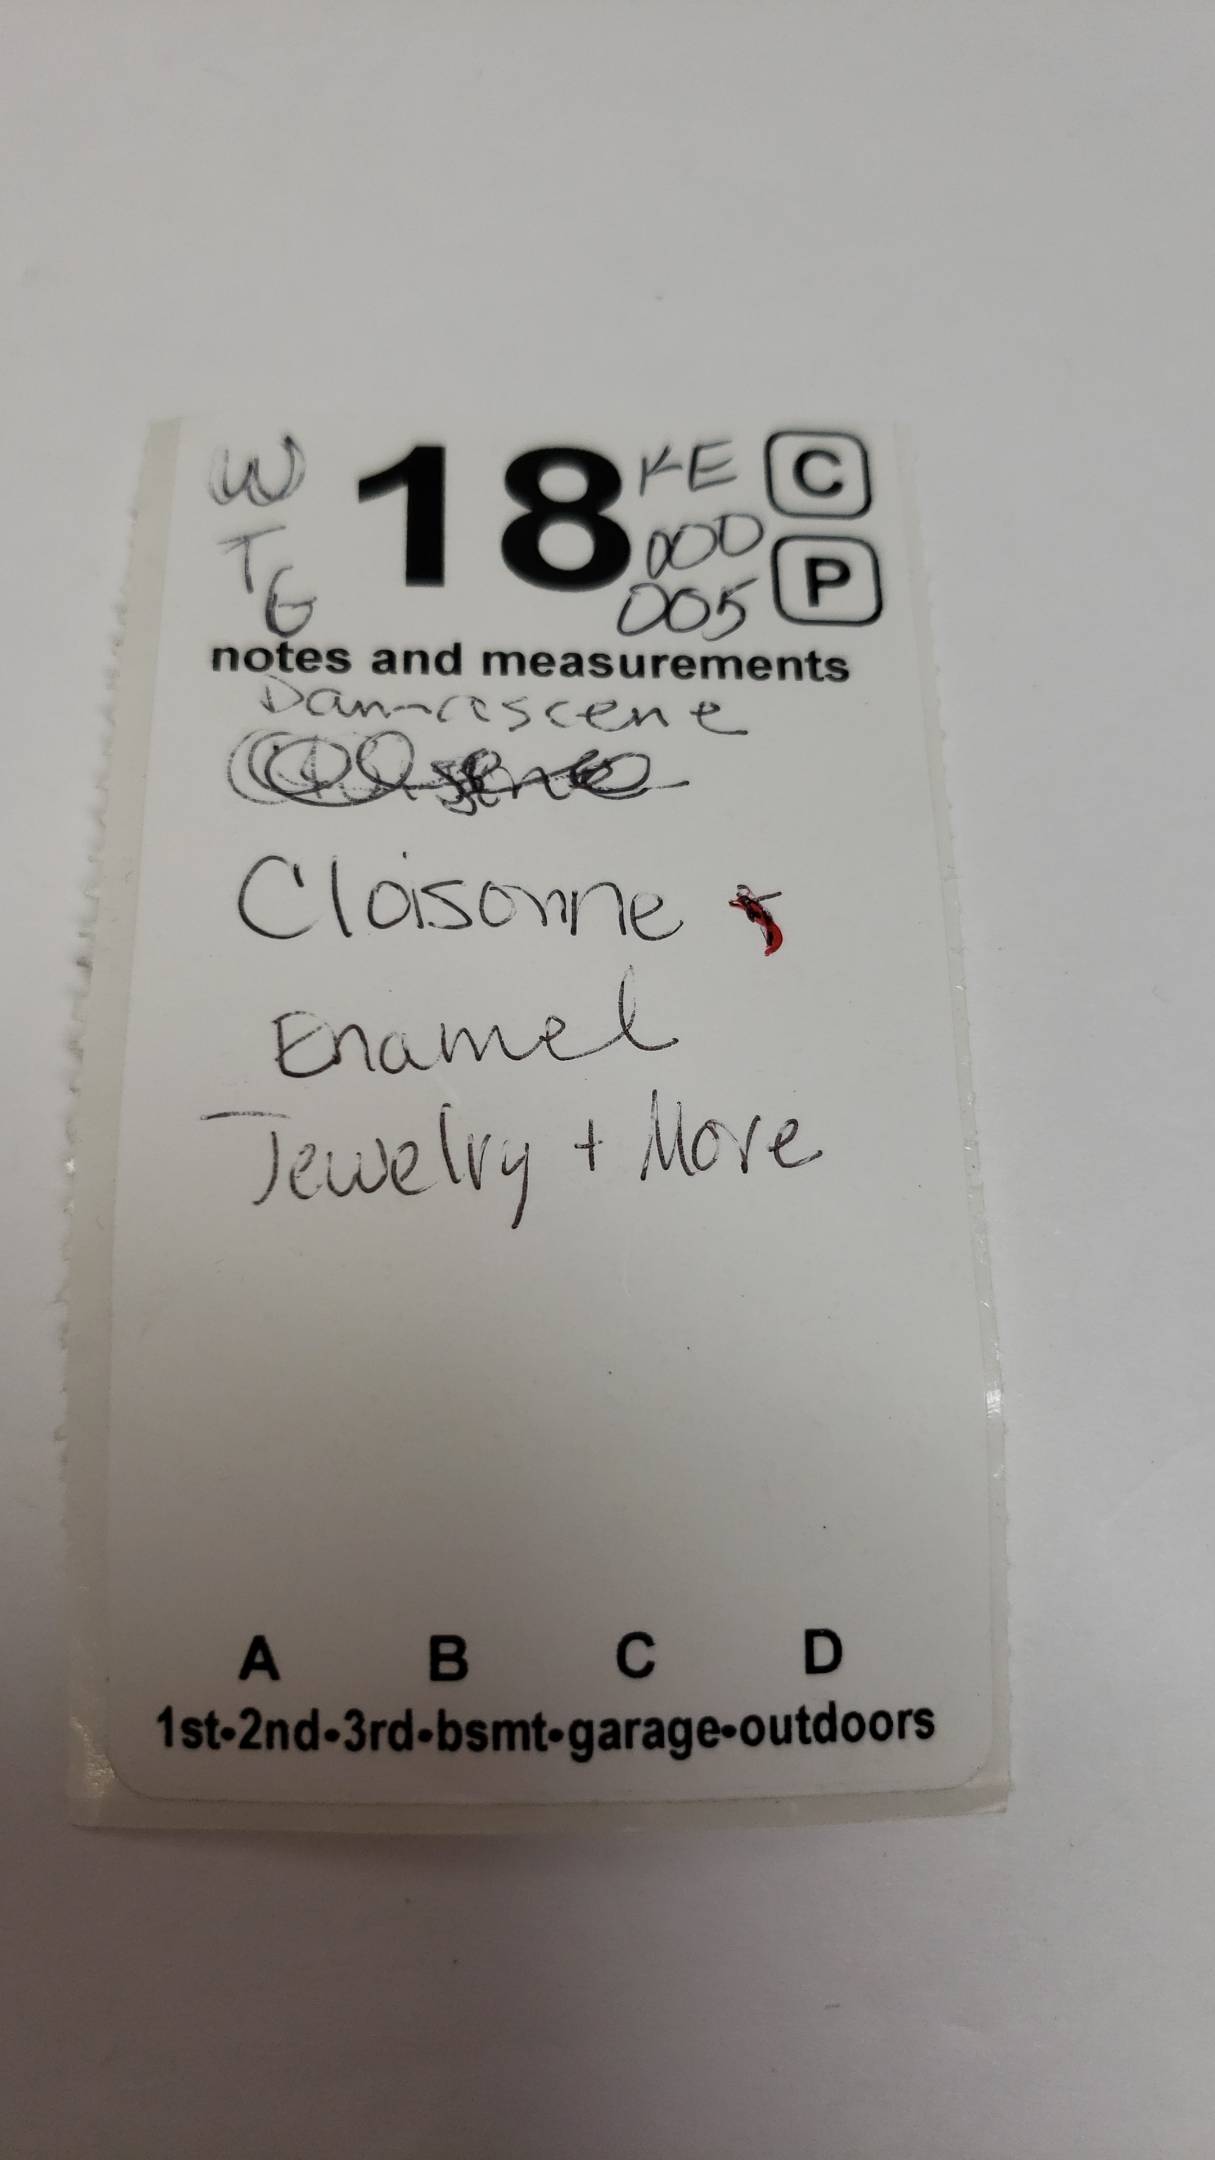 W 18 KE C
T 000
G 005 P
notes and measurements
Damascene
Cloisonne
Enamel
Jewelry + More
A B C D
1st•2nd•3rd•bsmt•garage•outdoors